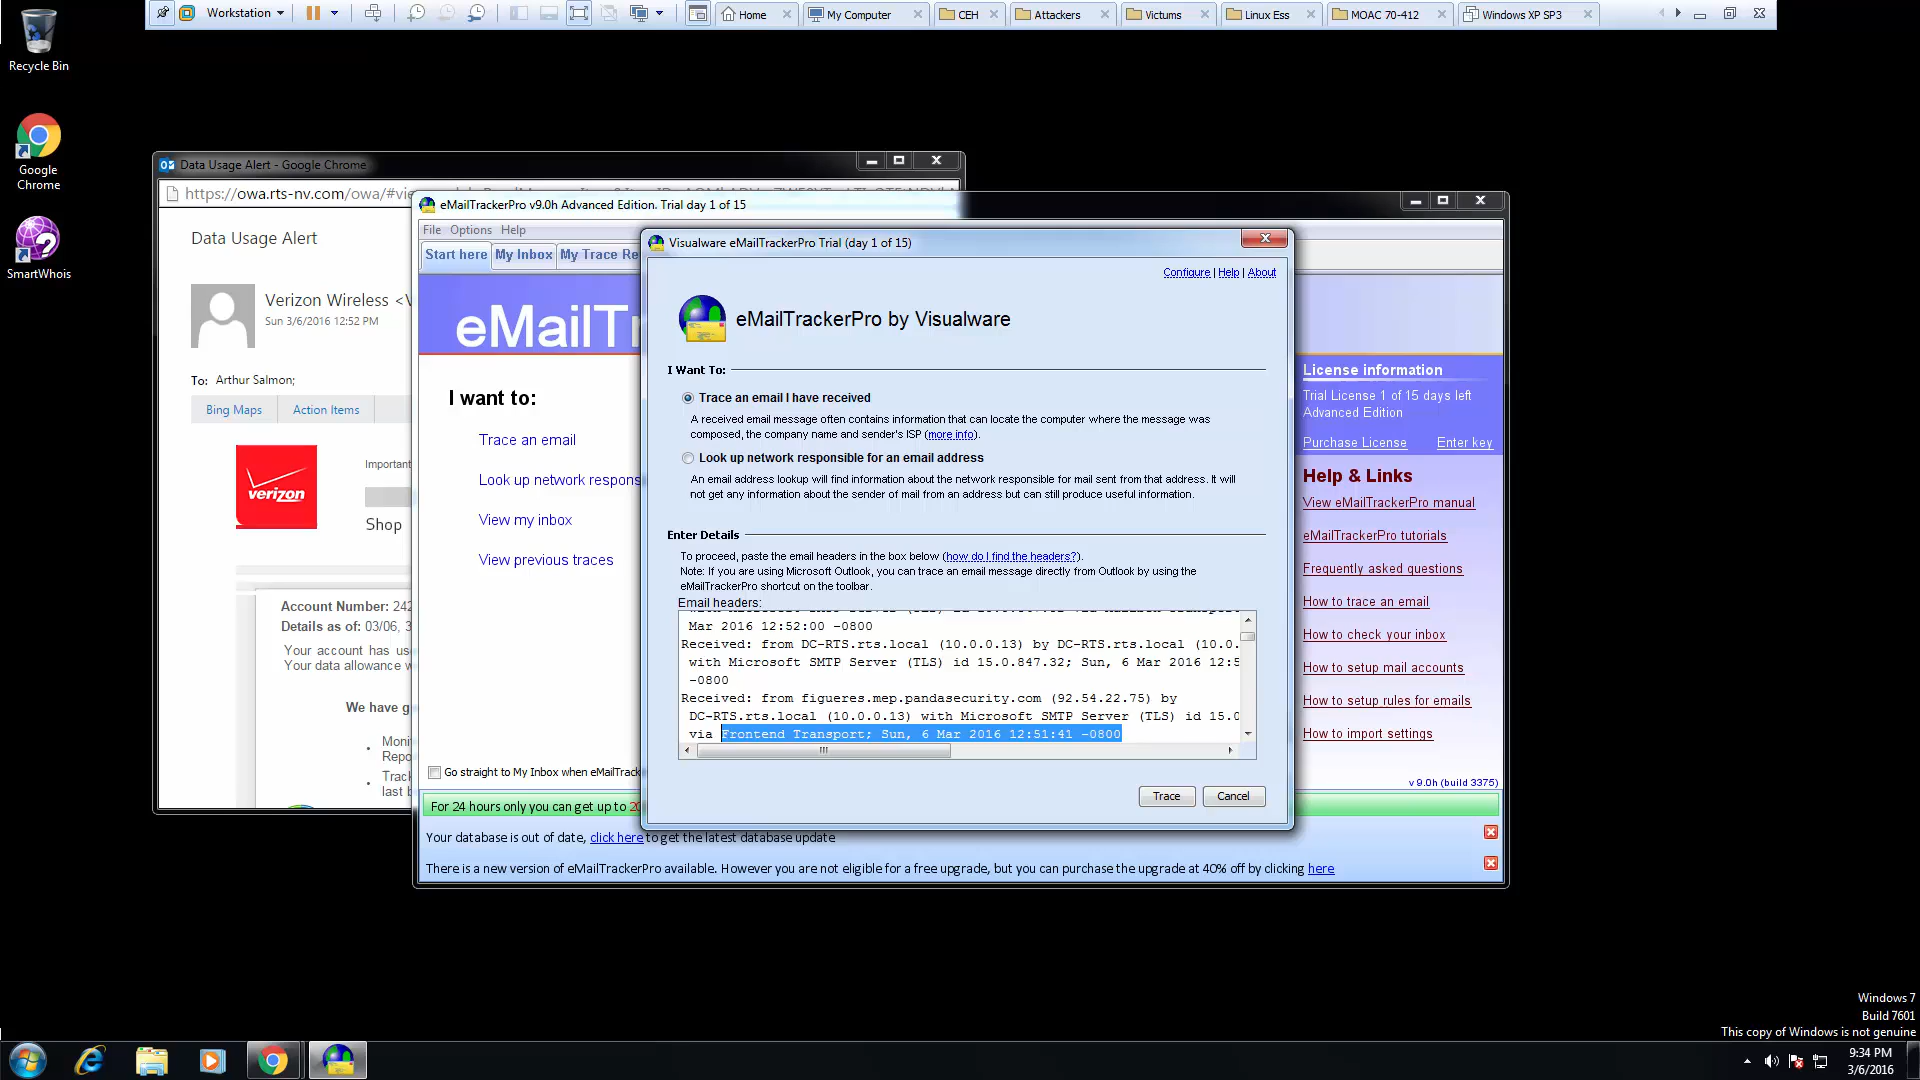 Workstation
Home
My Computer
CEH
Attackers
Victums
Linux Ess
MOAC 70-412
Windows XP SP3
Recycle Bin
Google
Chrome
SmartWhois
Data Usage Alert - Google Chrome
https://owa.rts-nv.com/owa/#vie
Data Usage Alert
Verizon Wireless <V
Sun 3/6/2016 12:52 PM
To: Arthur Salmon;
Bing Maps
Action Items
verizon
Important
Shop
Account Number: 242
Details as of: 03/06, 3
Your account has use
Your data allowance w
We have g
Moni
Repo
Track
last b
eMailTrackerPro v9.0h Advanced Edition. Trial day 1 of 15
File Options Help
Start here
My Inbox
My Trace Re
eMailT
I want to:
Trace an email
Look up network respons
View my inbox
View previous traces
Go straight to My Inbox when eMailTrack
For 24 hours only you can get up to 20
Your database is out of date, click here to get the latest database update
There is a new version of eMailTrackerPro available. However you are not eligible for a free upgrade, but you can purchase the upgrade at 40% off by clicking here
Visualware eMailTrackerPro Trial (day 1 of 15)
Configure | Help | About
eMailTrackerPro by Visualware
I Want To:
Trace an email I have received
A received email message often contains information that can locate the computer where the message was
composed, the company name and sender's ISP (more info).
Look up network responsible for an email address
An email address lookup will find information about the network responsible for mail sent from that address. It will
not get any information about the sender of mail from an address but can still produce useful information.
Enter Details
To proceed, paste the email headers in the box below (how do I find the headers?).
Note: If you are using Microsoft Outlook, you can trace an email message directly from Outlook by using the
eMailTrackerPro shortcut on the toolbar.
Email headers:
Mar 2016 12:52:00 -0800
Received: from DC-RTS.rts.local (10.0.0.13) by DC-RTS.rts.local (10.0.
with Microsoft SMTP Server (TLS) id 15.0.847.32; Sun, 6 Mar 2016 12:5
-0800
Received: from figueres.mep.pandasecurity.com (92.54.22.75) by
DC-RTS.rts.local (10.0.0.13) with Microsoft SMTP Server (TLS) id 15.0
via Frontend Transport; Sun, 6 Mar 2016 12:51:41 -0800
Trace
Cancel
License information
Trial License 1 of 15 days left
Advanced Edition
Purchase License
Enter key
Help & Links
View eMailTrackerPro manual
eMailTrackerPro tutorials
Frequently asked questions
How to trace an email
How to check your inbox
How to setup mail accounts
How to setup rules for emails
How to import settings
v 9.0h (build 3375)
Windows 7
Build 7601
This copy of Windows is not genuine
9:34 PM
3/6/2016